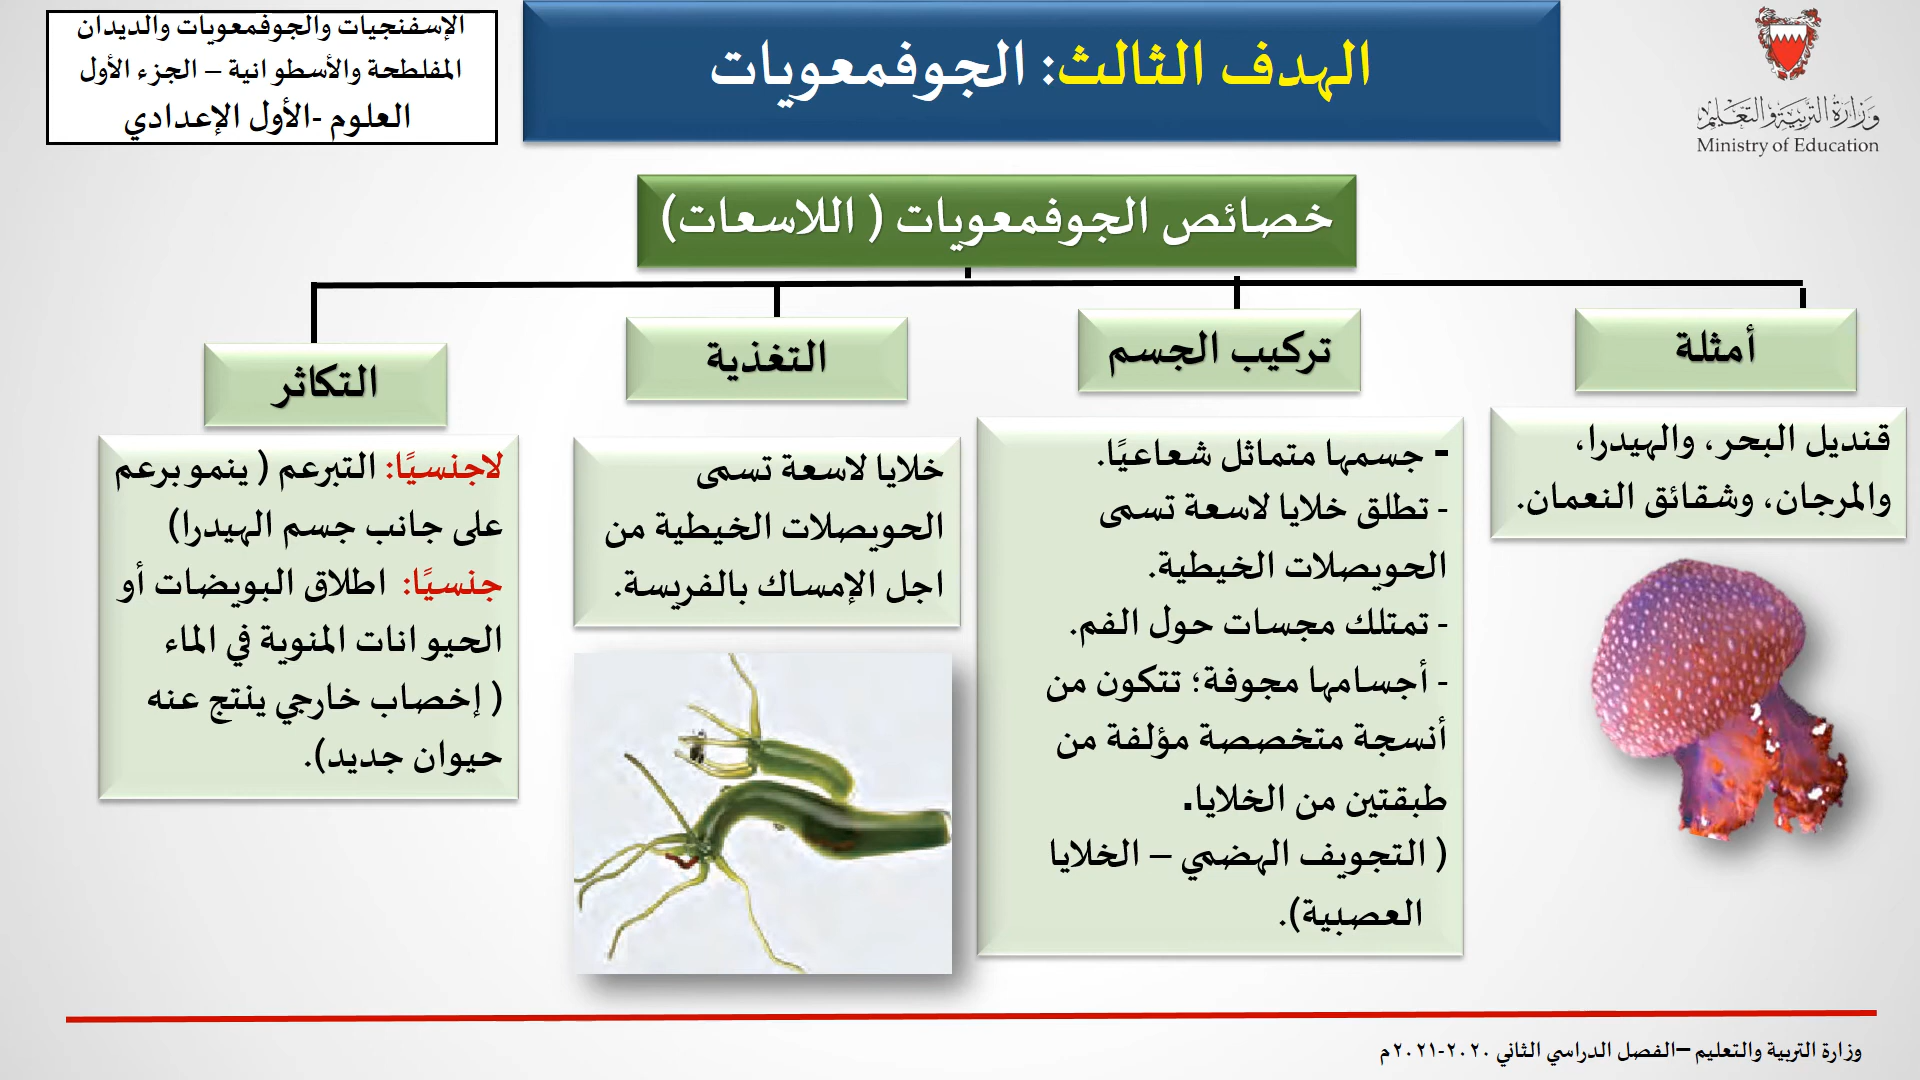 الإسفنجيات والجوفمعويات والديدان
المفلطحة والأسطوانية – الجزء الأول
العلوم -الأول الإعدادي
الهدف الثالث: الجوفمعويات
وزارة التربية والتعليم
Ministry of Education
خصائص الجوفمعويات ( اللاسعات)
أمثلة
قنديل البحر، والهيدرا،
والمرجان، وشقائق النعمان.
تركيب الجسم
- جسمها متماثل شعاعيًا.
- تطلق خلايا لاسعة تسمى
الحويصلات الخيطية.
- تمتلك مجسات حول الفم.
- أجسامها مجوفة؛ تتكون من
أنسجة متخصصة مؤلفة من
طبقتين من الخلايا.
( التجويف الهضمي – الخلايا
العصبية).
التغذية
خلايا لاسعة تسمى
الحويصلات الخيطية من
اجل الإمساك بالفريسة.
التكاثر
لاجنسيًا: التبرعم ( ينمو برعم
على جانب جسم الهيدرا)
جنسيًا: اطلاق البويضات أو
الحيوانات المنوية في الماء
( إخصاب خارجي ينتج عنه
حيوان جديد).
وزارة التربية والتعليم –الفصل الدراسي الثاني ٢٠٢٠-٢٠٢١م